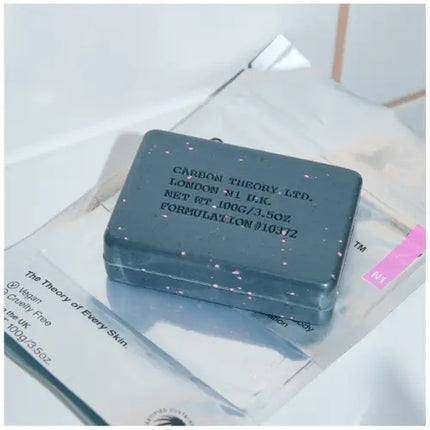 CARBON THEORY LTD.
LONDON N1 U.K.
NET WT 100G/3.5OZ
FORMULATION #10372
TM
N1
body
The Theory of Every Skin.
Vegan
Cruelty Free
the UK
100g/3.5oz.